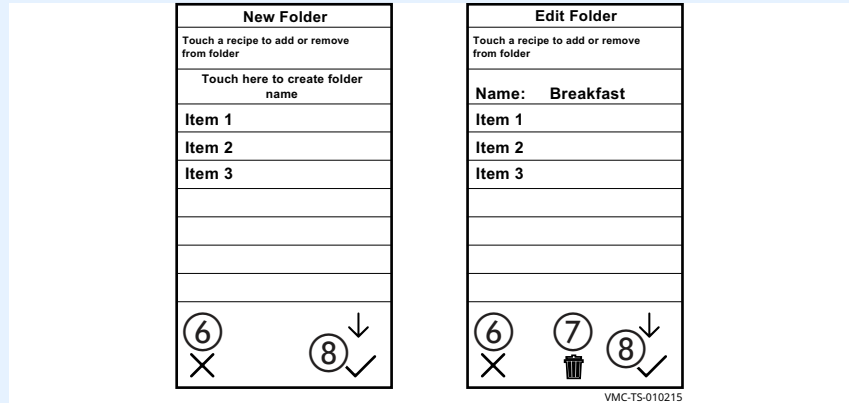 New Folder
Touch a recipe to add or remove
from folder
Touch here to create folder
name
Item 1
Item 2
Item 3
6
8
Edit Folder
Touch a recipe to add or remove
from folder
Name: Breakfast
Item 1
Item 2
Item 3
6
7
8
VMC-TS-010215